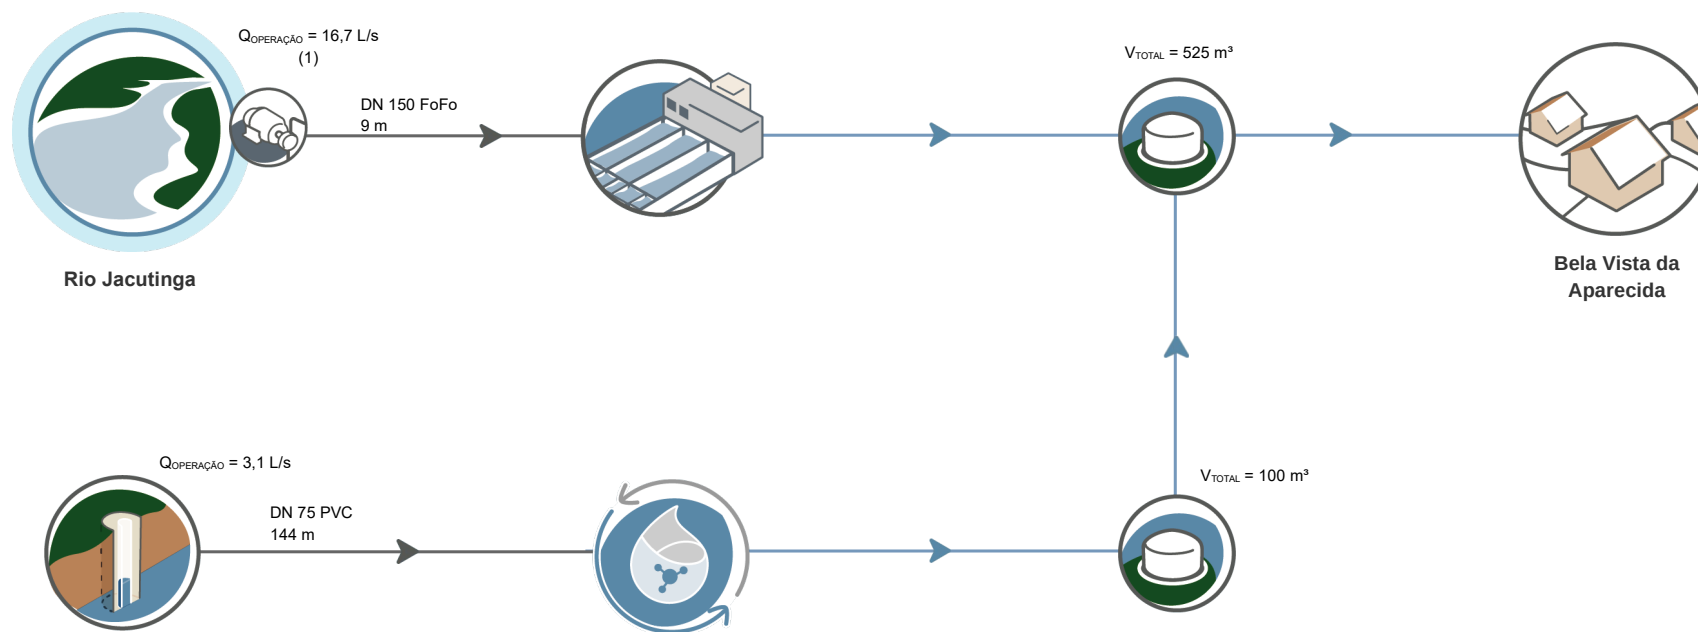 QOPERAÇÃO = 16,7 L/s
(1)
DN 150 FoFo
9 m
VTOTAL = 525 m³
Rio Jacutinga
Bela Vista da
Aparecida
QOPERAÇÃO = 3,1 L/s
DN 75 PVC
144 m
VTOTAL = 100 m³